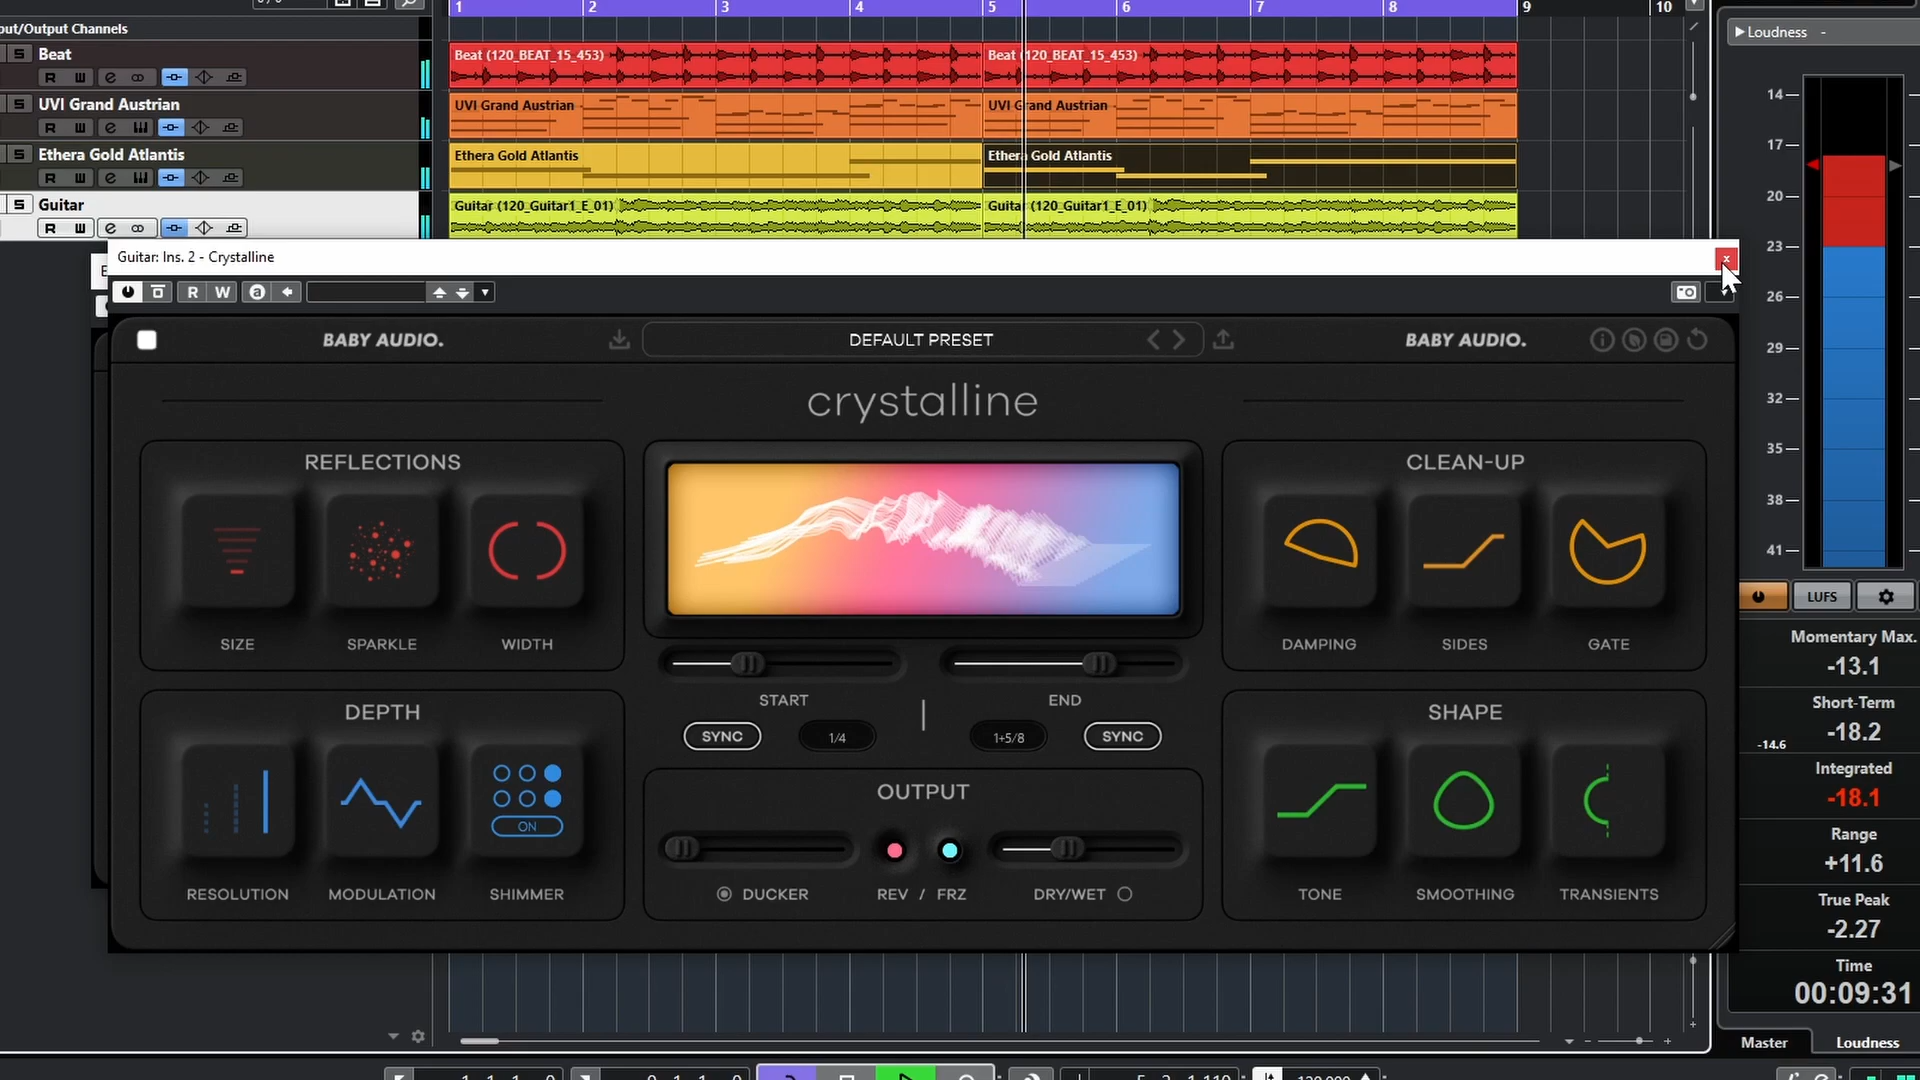 1 2 3 4 5 6 7 8 9 10
put/Output Channels
Loudness -
S Beat
R W e
Beat (120_BEAT_15_453) Beat (120_BEAT_15_453)
S UVI Grand Austrian
R W e
UVI Grand Austrian UVI Grand Austrian
S Ethera Gold Atlantis
R W e
Ethera Gold Atlantis Ethera Gold Atlantis
S Guitar
R W e
Guitar (120_Guitar1_E_01) Guitar (120_Guitar1_E_01)
14
17
20
23
26
29
32
35
38
41
Guitar: Ins. 2 - Crystalline
x
E
R W a
BABY AUDIO. DEFAULT PRESET BABY AUDIO.
crystalline
REFLECTIONS
SIZE SPARKLE WIDTH
CLEAN-UP
DAMPING SIDES GATE
START END
SYNC 1/4 1+5/8 SYNC
DEPTH
ON
RESOLUTION MODULATION SHIMMER
OUTPUT
DUCKER REV / FRZ DRY/WET
SHAPE
TONE SMOOTHING TRANSIENTS
LUFS
Momentary Max.
-13.1
Short-Term
-18.2
-14.6
Integrated
-18.1
Range
+11.6
True Peak
-2.27
Time
00:09:31
Master Loudness